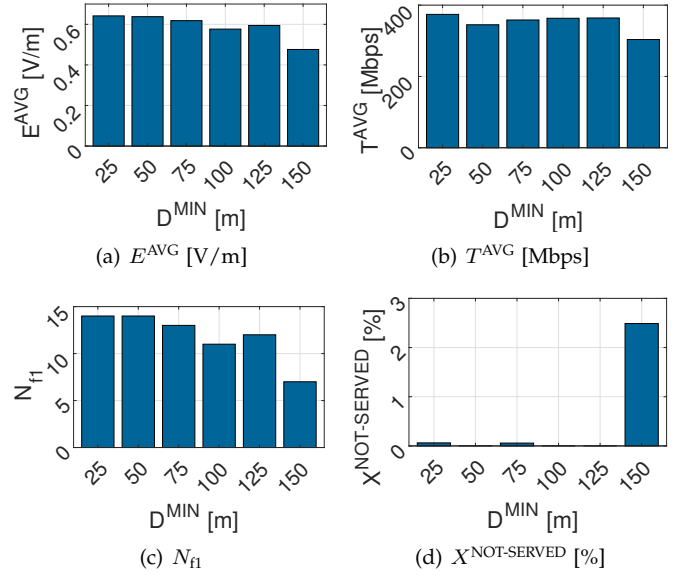 0.6
0.4
0.2
0
E^AVG [V/m]
25 50 75 100 125 150
D^MIN [m]
(a) E^AVG [V/m]
400
200
0
T^AVG [Mbps]
25 50 75 100 125 150
D^MIN [m]
(b) T^AVG [Mbps]
15
10
5
0
N_f1
25 50 75 100 125 150
D^MIN [m]
(c) N_f1
3
2
1
0
X^NOT-SERVED [%]
25 50 75 100 125 150
D^MIN [m]
(d) X^NOT-SERVED [%]